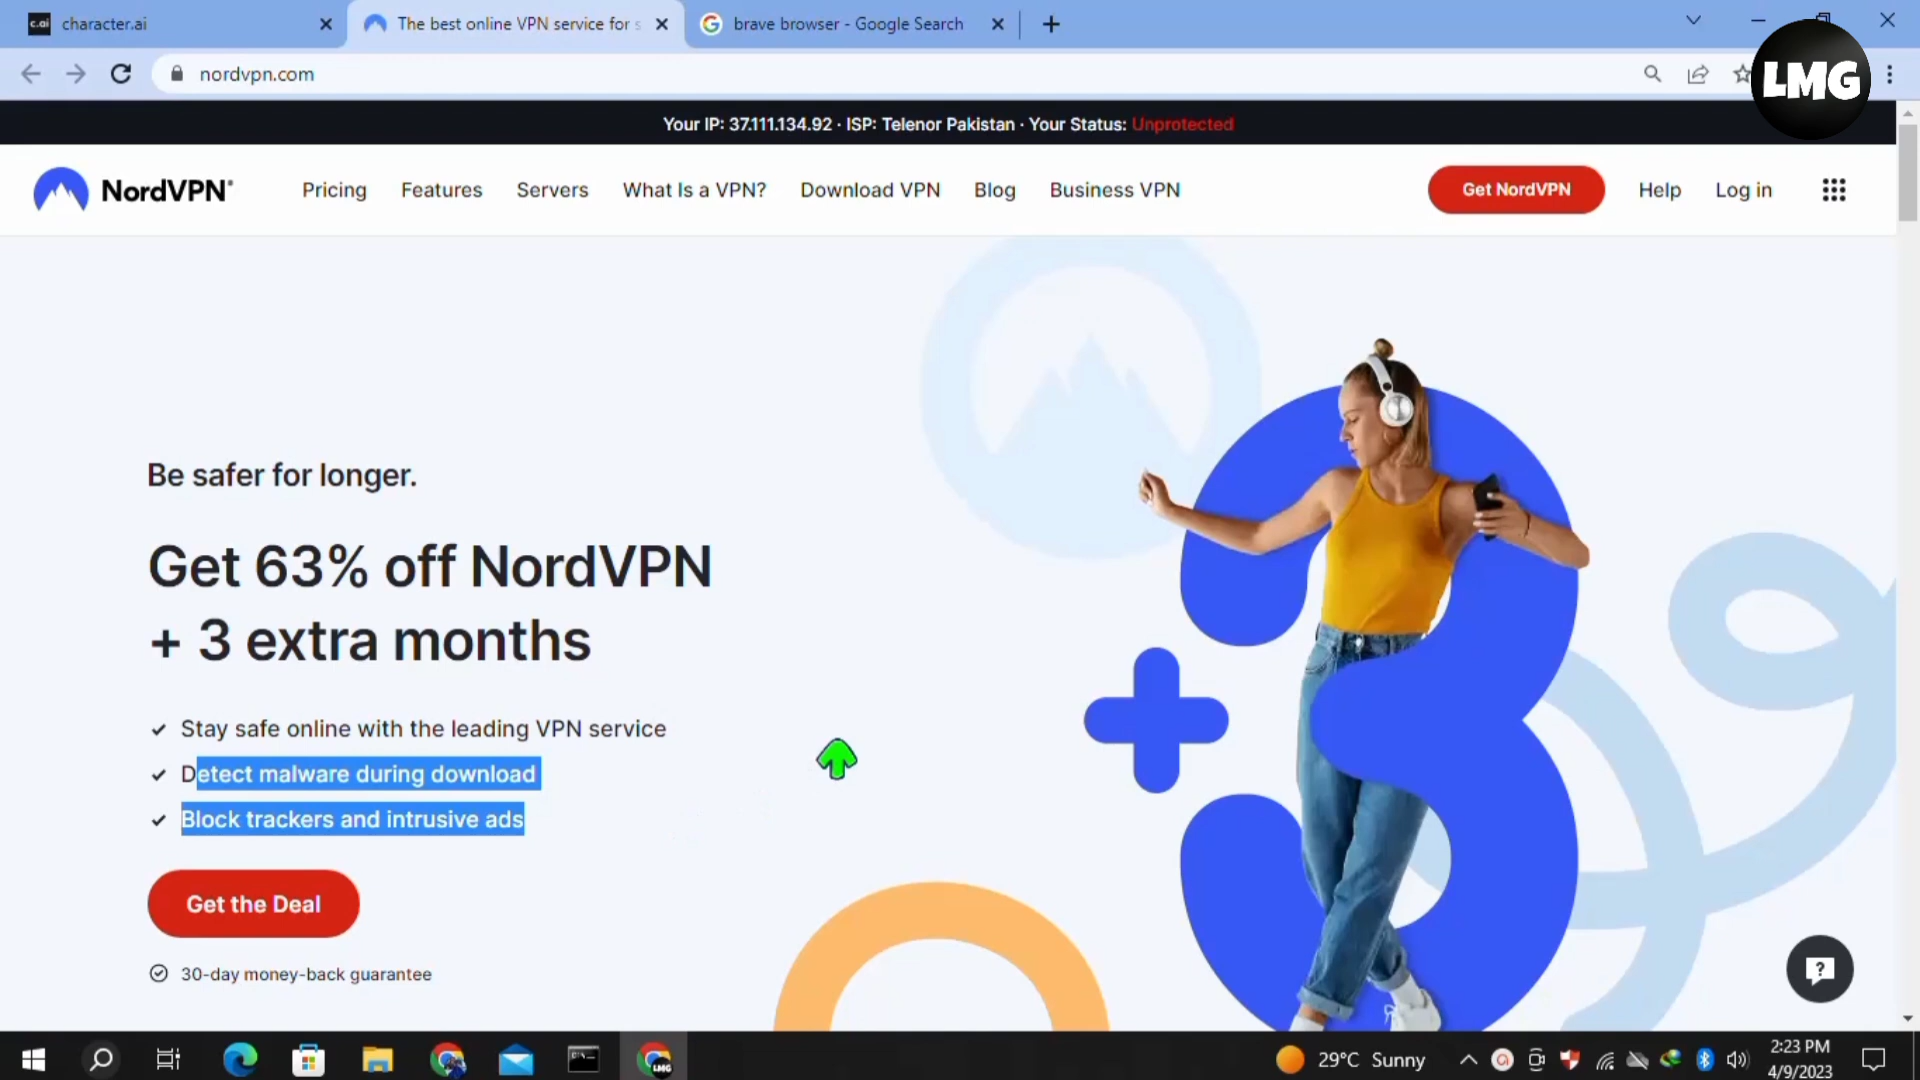 c.ai character.ai
The best online VPN service for s
brave browser - Google Search
nordvpn.com
LMG
Your IP: 37.111.134.92 · ISP: Telenor Pakistan · Your Status: Unprotected
NordVPN®
Pricing Features Servers What Is a VPN? Download VPN Blog Business VPN
Get NordVPN Help Log in
Be safer for longer.
Get 63% off NordVPN
+ 3 extra months
Stay safe online with the leading VPN service
Detect malware during download
Block trackers and intrusive ads
Get the Deal
30-day money-back guarantee
+3
LMG
29°C Sunny
2:23 PM
4/9/2023